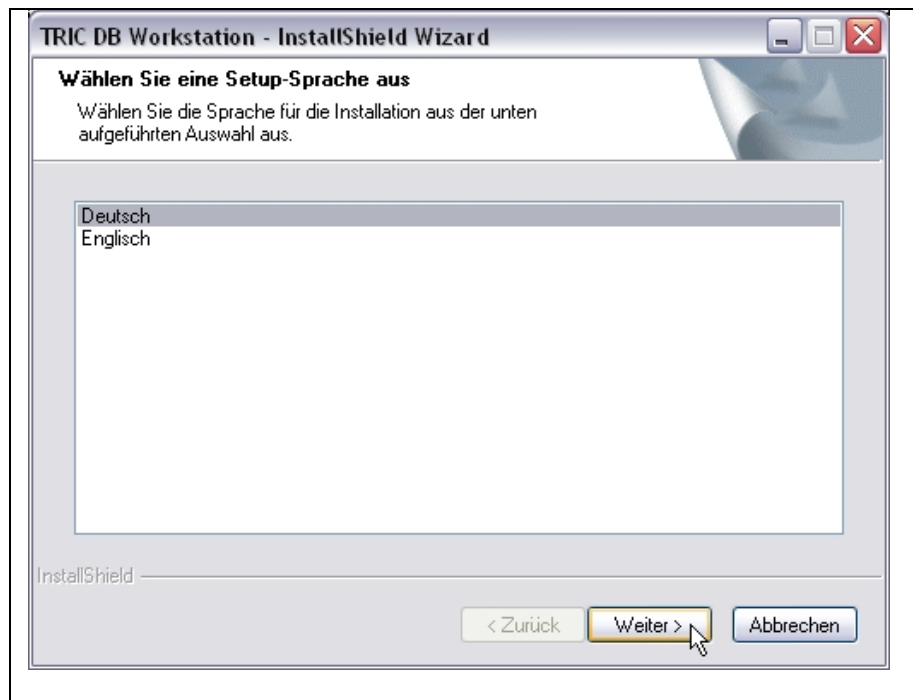 TRIC DB Workstation - InstallShield Wizard
Wählen Sie eine Setup-Sprache aus
Wählen Sie die Sprache für die Installation aus der unten
aufgeführten Auswahl aus.
Deutsch
Englisch
InstallShield
< Zurück
Weiter >
Abbrechen